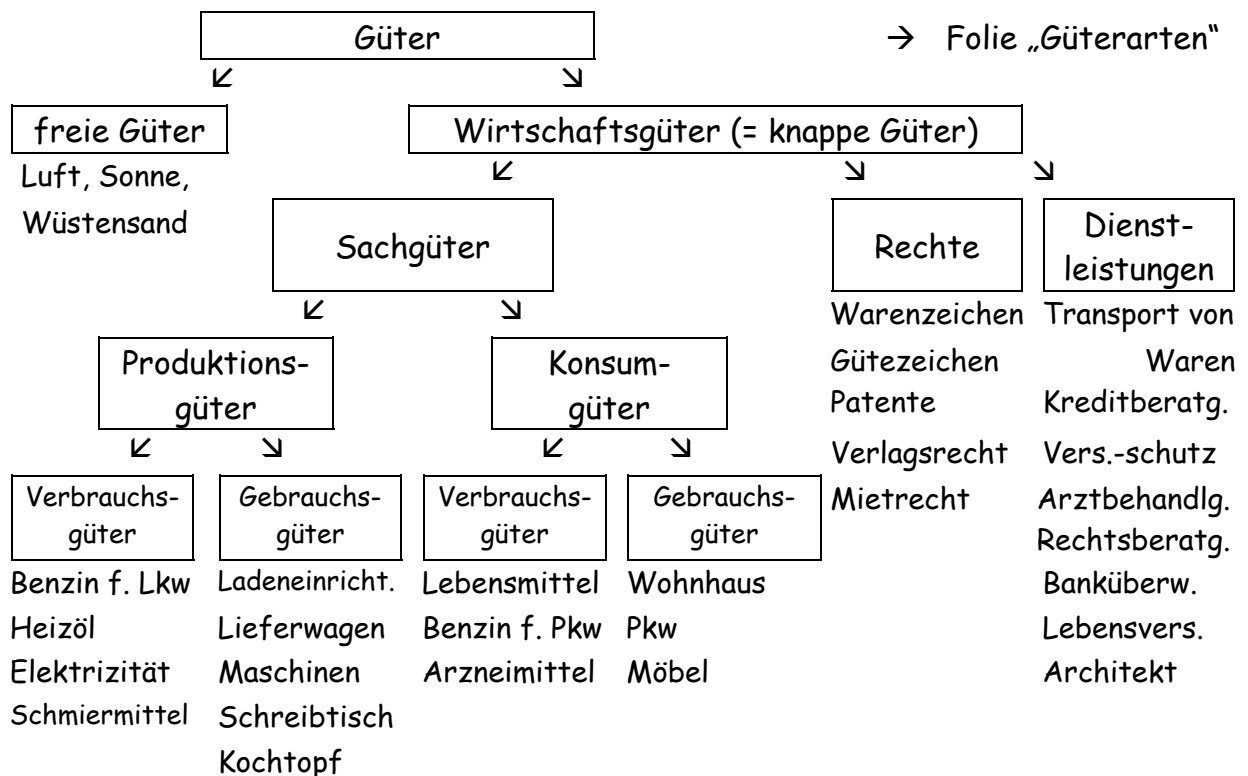 Güter
→ Folie „Güterarten“
freie Güter
Wirtschaftsgüter (= knappe Güter)
Luft, Sonne,
Wüstensand
Sachgüter
Rechte
Dienst-
leistungen
Warenzeichen
Gütezeichen
Patente
Verlagsrecht
Mietrecht
Transport von
Waren
Kreditberatg.
Vers.-schutz
Arztbehandlg.
Rechtsberatg.
Banküberw.
Lebensvers.
Architekt
Produktions-
güter
Konsum-
güter
Verbrauchs-
güter
Benzin f. Lkw
Heizöl
Elektrizität
Schmiermittel
Gebrauchs-
güter
Ladeneinricht.
Lieferwagen
Maschinen
Schreibtisch
Kochtopf
Verbrauchs-
güter
Lebensmittel
Benzin f. Pkw
Arzneimittel
Gebrauchs-
güter
Wohnhaus
Pkw
Möbel